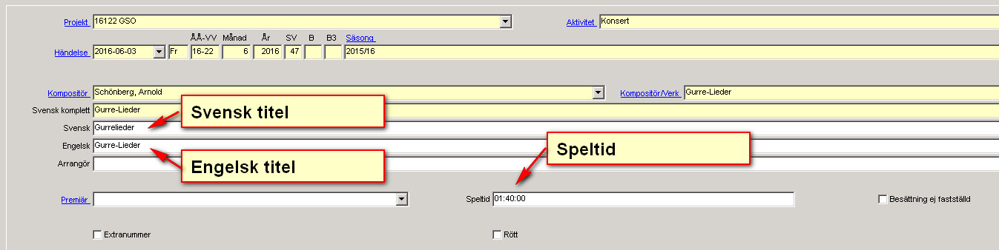 Projekt 16122 GSO Aktivitet Konsert
ÅÅ-VV Månad År SV B B3 Säsong
Händelse 2016-06-03 Fr 16-22 6 2016 47 2015/16
Kompositör Schönberg, Arnold Kompositör/Verk Gurre-Lieder
Svensk komplett Gurre-Lieder
Svensk titel
Svensk Gurrelieder
Engelsk Gurre-Lieder
Speltid
Arrangör
Engelsk titel
Premiär Speltid 01:40:00 Besättning ej fastställd
Extranummer Rött